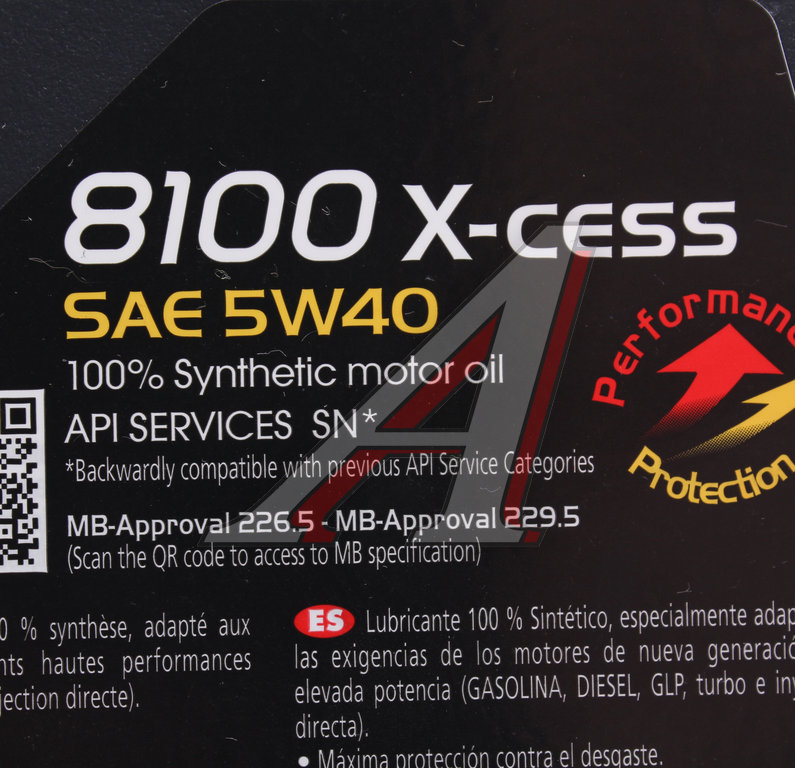 8100 X-cess
SAE 5W40
100% Synthetic motor oil
API SERVICES SN*
*Backwardly compatible with previous API Service Categories
MB-Approval 226.5 - MB-Approval 229.5
(Scan the QR code to access to MB specification)
Performanc
Protection
0 % synthèse, adapté aux
nts hautes performances
jection directe).
ES Lubricante 100 % Sintético, especialmente adap
las exigencias de los motores de nueva generació
elevada potencia (GASOLINA, DIESEL, GLP, turbo e iny
directa).
• Máxima protección contra el desgaste.